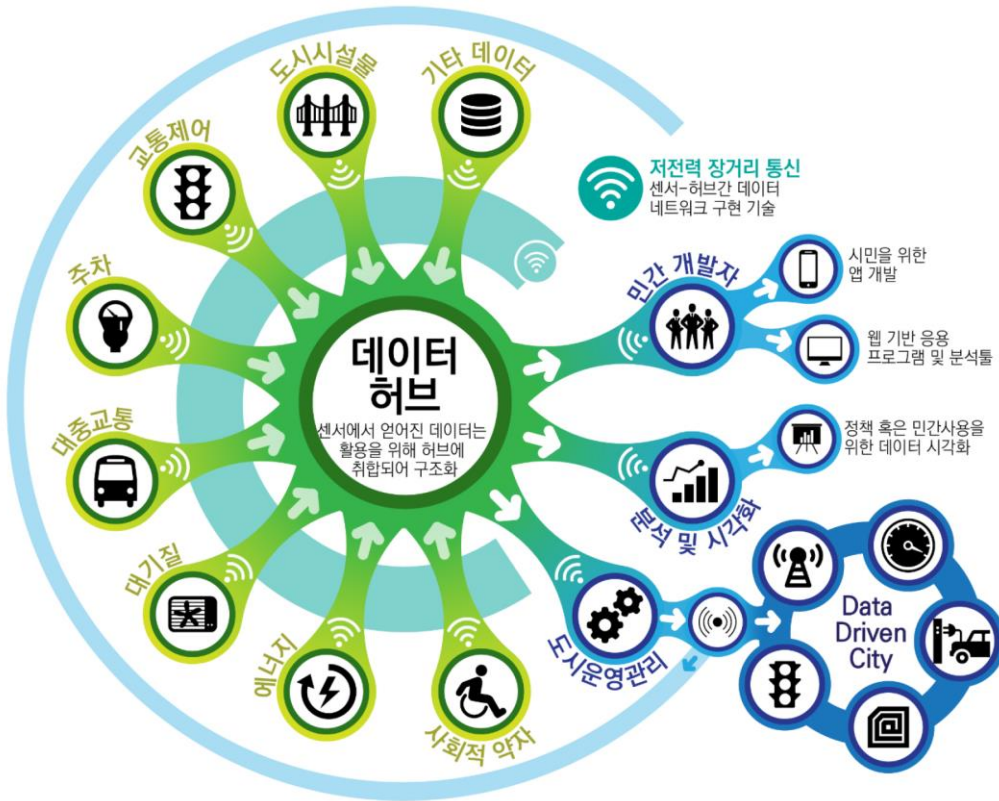 도시시설물
기타 데이터
교통제어
주차
대중교통
대기질
에너지
사회적 약자
데이터
허브
센서에서 얻어진 데이터는
활용을 위해 허브에
취합되어 구조화
저전력 장거리 통신
센서-허브간 데이터
네트워크 구현 기술
민간 개발자
시민을 위한
앱 개발
웹 기반 응용
프로그램 및 분석툴
분석 및 시각화
정책 혹은 민간사용을
위한 데이터 시각화
도시운영관리
Data
Driven
City